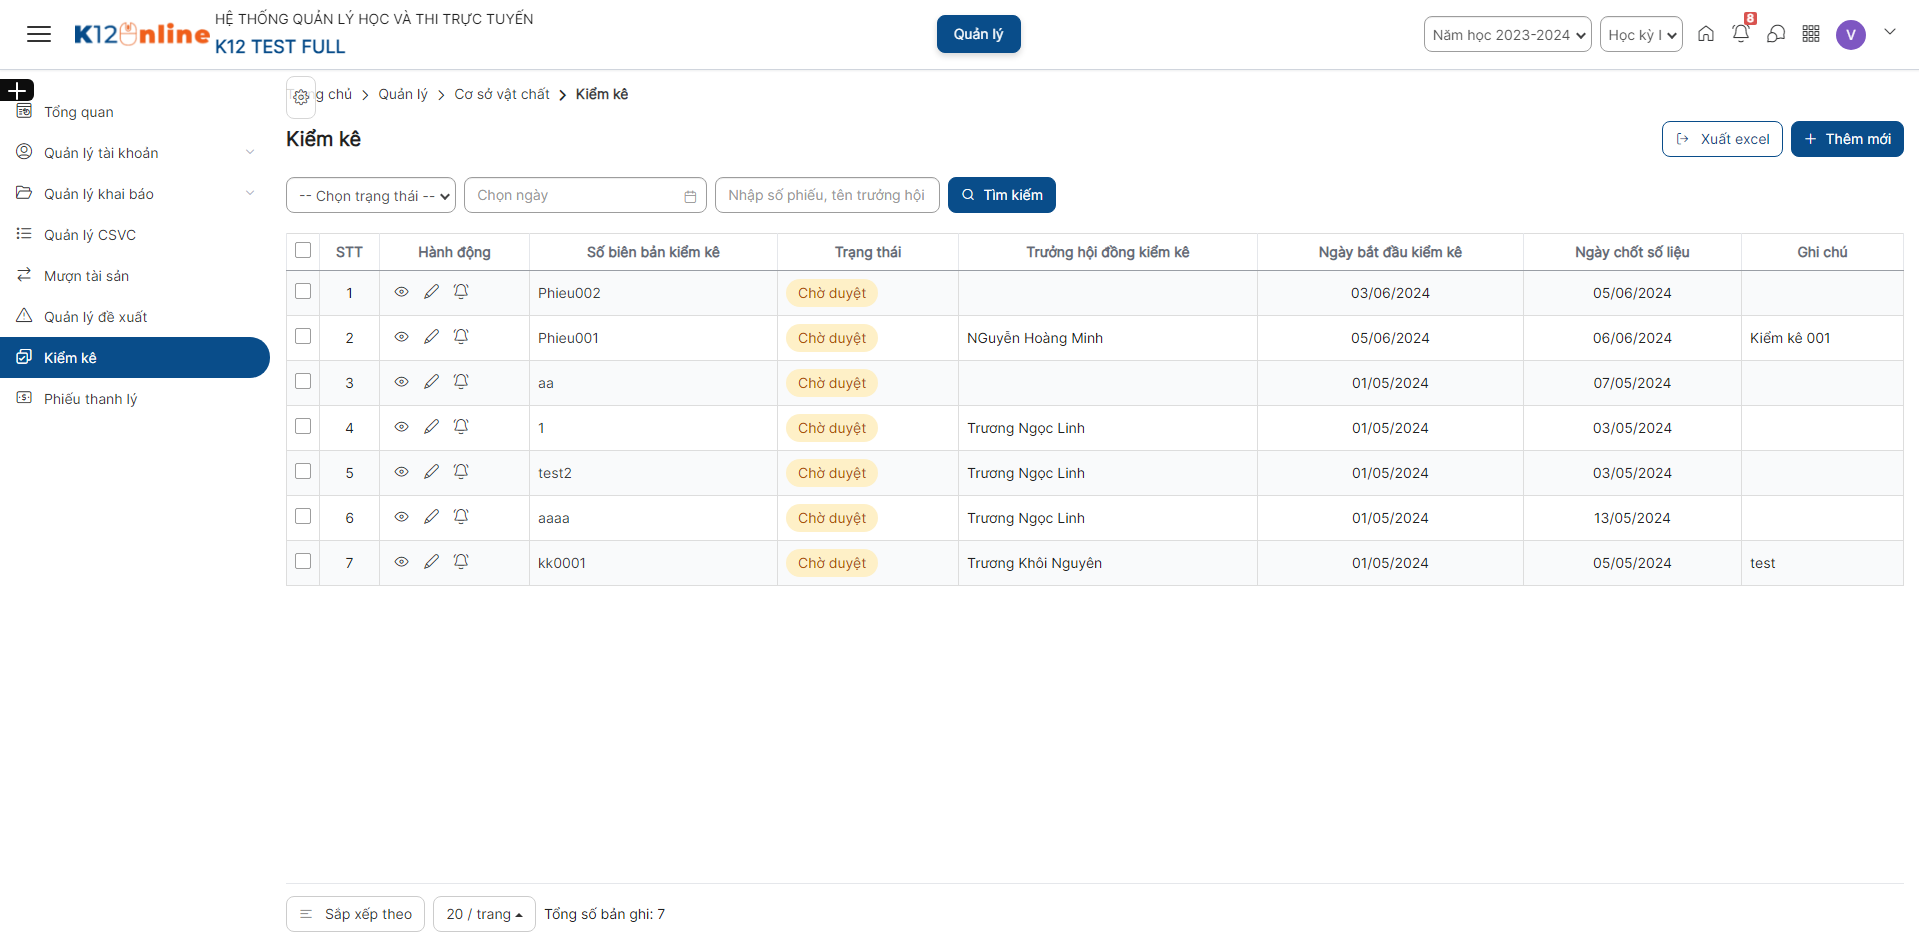 K12Online
HỆ THỐNG QUẢN LÝ HỌC VÀ THI TRỰC TUYẾN
K12 TEST FULL
Quản lý
Năm học 2023-2024
Học kỳ I
8
V
Tổng quan
Quản lý tài khoản
Quản lý khai báo
Quản lý CSVC
Mượn tài sản
Quản lý đề xuất
Kiểm kê
Phiếu thanh lý
chủ > Quản lý > Cơ sở vật chất > Kiểm kê
Kiểm kê
Xuất excel
+ Thêm mới
-- Chọn trạng thái --
Chọn ngày
Nhập số phiếu, tên trưởng hội
Tìm kiếm
STT Hành động Số biên bản kiểm kê Trạng thái Trưởng hội đồng kiểm kê Ngày bắt đầu kiểm kê Ngày chốt số liệu Ghi chú
1 Phieu002 Chờ duyệt 03/06/2024 05/06/2024
2 Phieu001 Chờ duyệt NGuyễn Hoàng Minh 05/06/2024 06/06/2024 Kiểm kê 001
3 aa Chờ duyệt 01/05/2024 07/05/2024
4 1 Chờ duyệt Trương Ngọc Linh 01/05/2024 03/05/2024
5 test2 Chờ duyệt Trương Ngọc Linh 01/05/2024 03/05/2024
6 aaaa Chờ duyệt Trương Ngọc Linh 01/05/2024 13/05/2024
7 kk0001 Chờ duyệt Trương Khôi Nguyên 01/05/2024 05/05/2024 test
Sắp xếp theo
20 / trang
Tổng số bản ghi: 7